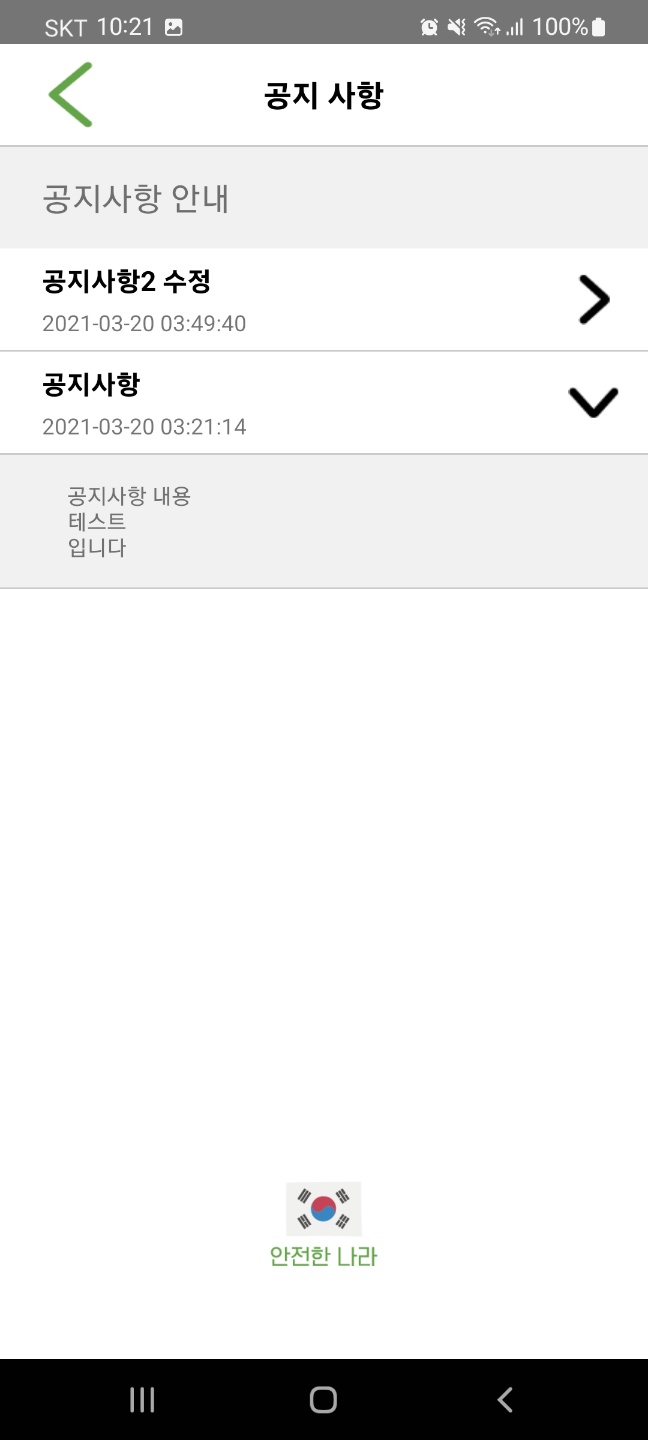 SKT 10:21 100%
공지 사항
공지사항 안내
공지사항2 수정
2021-03-20 03:49:40
공지사항
2021-03-20 03:21:14
공지사항 내용
테스트
입니다
안전한 나라